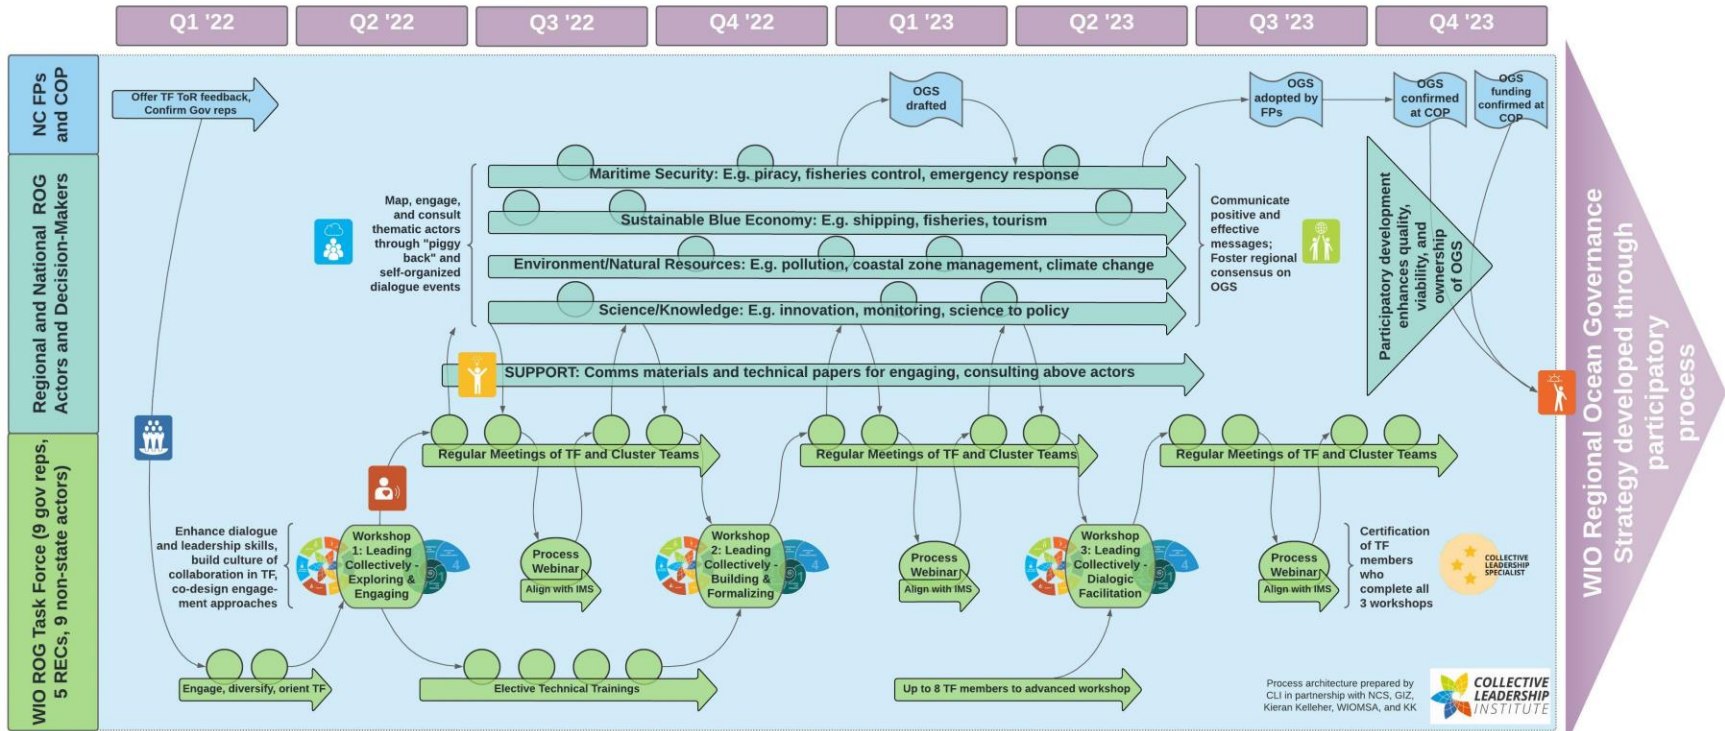 Q1 '22
Q2 '22
Q3 '22
Q4 '22
Q1 '23
Q2 '23
Q3 '23
Q4 '23
NC FPs
and COP
Offer TF ToR feedback,
Confirm Gov reps
OGS
drafted
OGS
adopted by
FPs
OGS
confirmed
at COP
OGS
funding
confirmed at
COP
Regional and National ROG
Actors and Decision-Makers
Map, engage,
and consult
thematic actors
through "piggy
back" and
self-organized
dialogue events
Maritime Security: E.g. piracy, fisheries control, emergency response
Sustainable Blue Economy: E.g. shipping, fisheries, tourism
Environment/Natural Resources: E.g. pollution, coastal zone management, climate change
Science/Knowledge: E.g. innovation, monitoring, science to policy
Communicate
positive and
effective
messages;
Foster regional
consensus on
OGS
Participatory development
enhances quality,
viability, and
ownership
of OGS
SUPPORT: Comms materials and technical papers for engaging, consulting above actors
WIO ROG Task Force (9 gov reps,
5 RECs, 9 non-state actors)
Regular Meetings of TF and Cluster Teams
Regular Meetings of TF and Cluster Teams
Regular Meetings of TF and Cluster Teams
Enhance dialogue
and leadership skills,
build culture of
collaboration in TF,
co-design engage-
ment approaches
Workshop
1: Leading
Collectively -
Exploring &
Engaging
4
1
Process
Webinar
Align with IMS
Workshop
2: Leading
Collectively -
Building &
Formalizing
4
1
Process
Webinar
Align with IMS
Workshop
3: Leading
Collectively -
Dialogic
Facilitation
4
1
Process
Webinar
Align with IMS
Certification
of TF
members
who
complete all
3 workshops
COLLECTIVE
LEADERSHIP
SPECIALIST
Engage, diversify, orient TF
Elective Technical Trainings
Up to 8 TF members to advanced workshop
Process architecture prepared by
CLI in partnership with NCS, GIZ,
Kieran Kelleher, WIOMSA, and KK
COLLECTIVE
LEADERSHIP
INSTITUTE
WIO Regional Ocean Governance
Strategy developed through
participatory
process